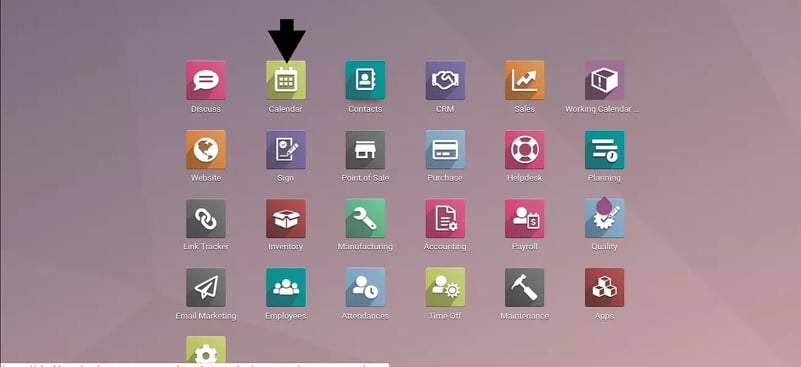 Discuss
Calendar
Contacts
CRM
Sales
Working Calendar ...
Website
Sign
Point of Sale
Purchase
Helpdesk
Planning
Link Tracker
Inventory
Manufacturing
Accounting
Payroll
Quality
Email Marketing
Employees
Attendances
Time Off
Maintenance
Apps